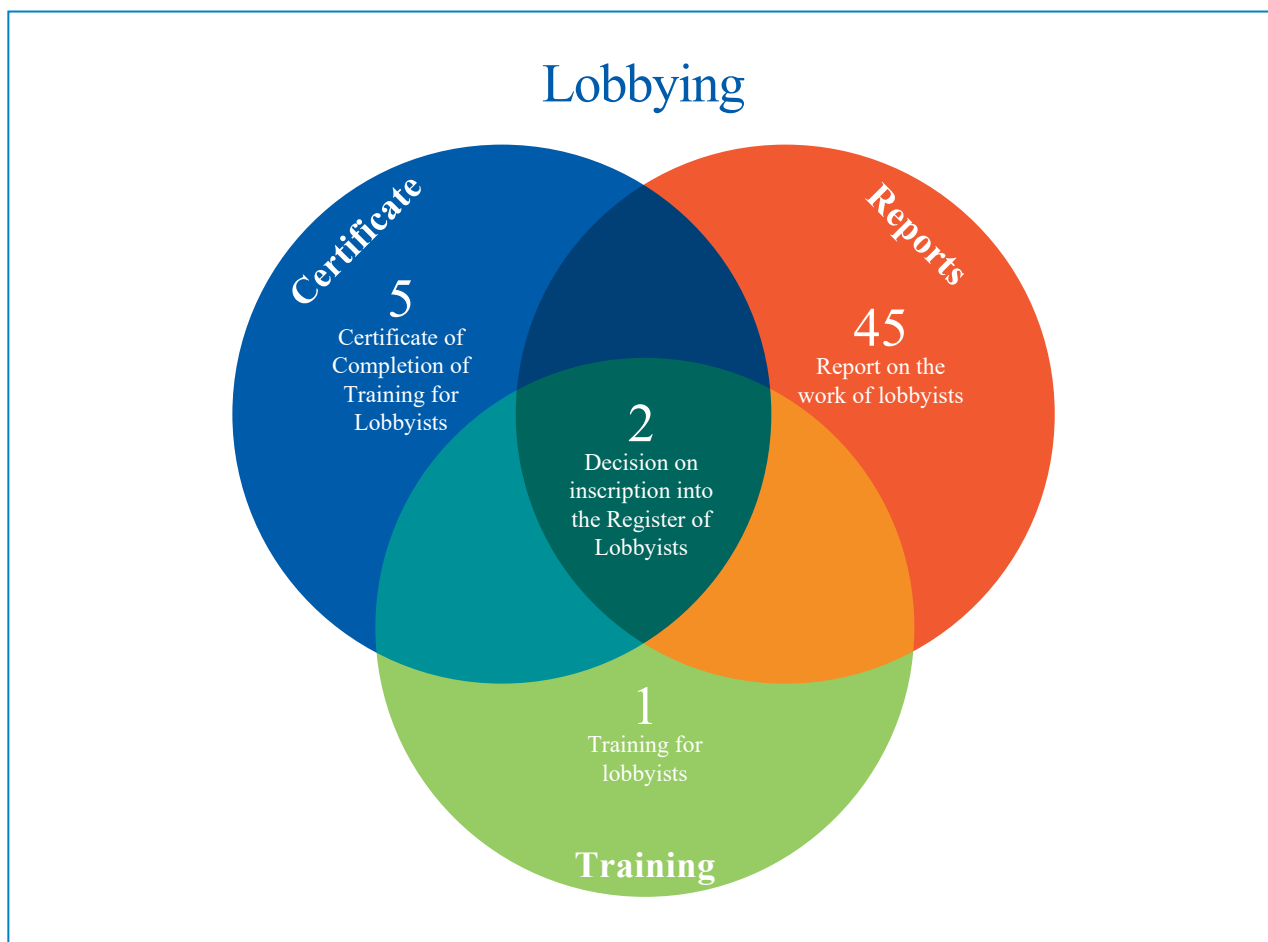 Lobbying
Certificate
5
Certificate of
Completion of
Training for
Lobbyists
Reports
45
Report on the
work of lobbyists
2
Decision on
inscription into
the Register of
Lobbyists
1
Training for
lobbyists
Training